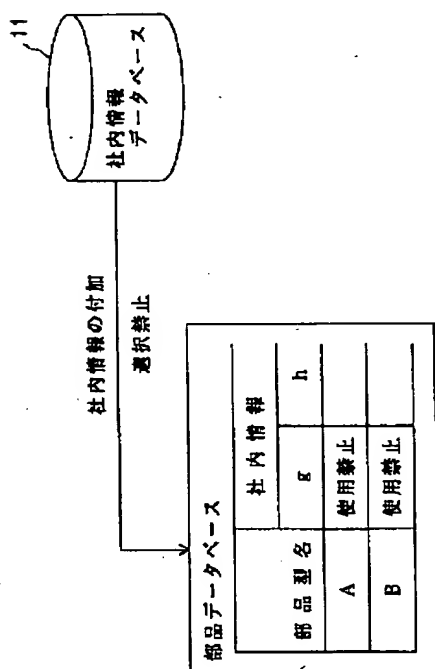 11
社内情報
データベース
社内情報の付加
選択禁止
部品データベース
部品型名 社内情報
g h
A 使用禁止
B 使用禁止